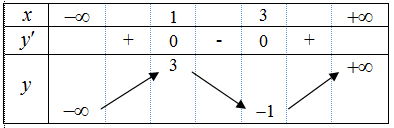 x −∞ 1 3 +∞
y′ + 0 - 0 +
3 +∞
y
−∞ −1